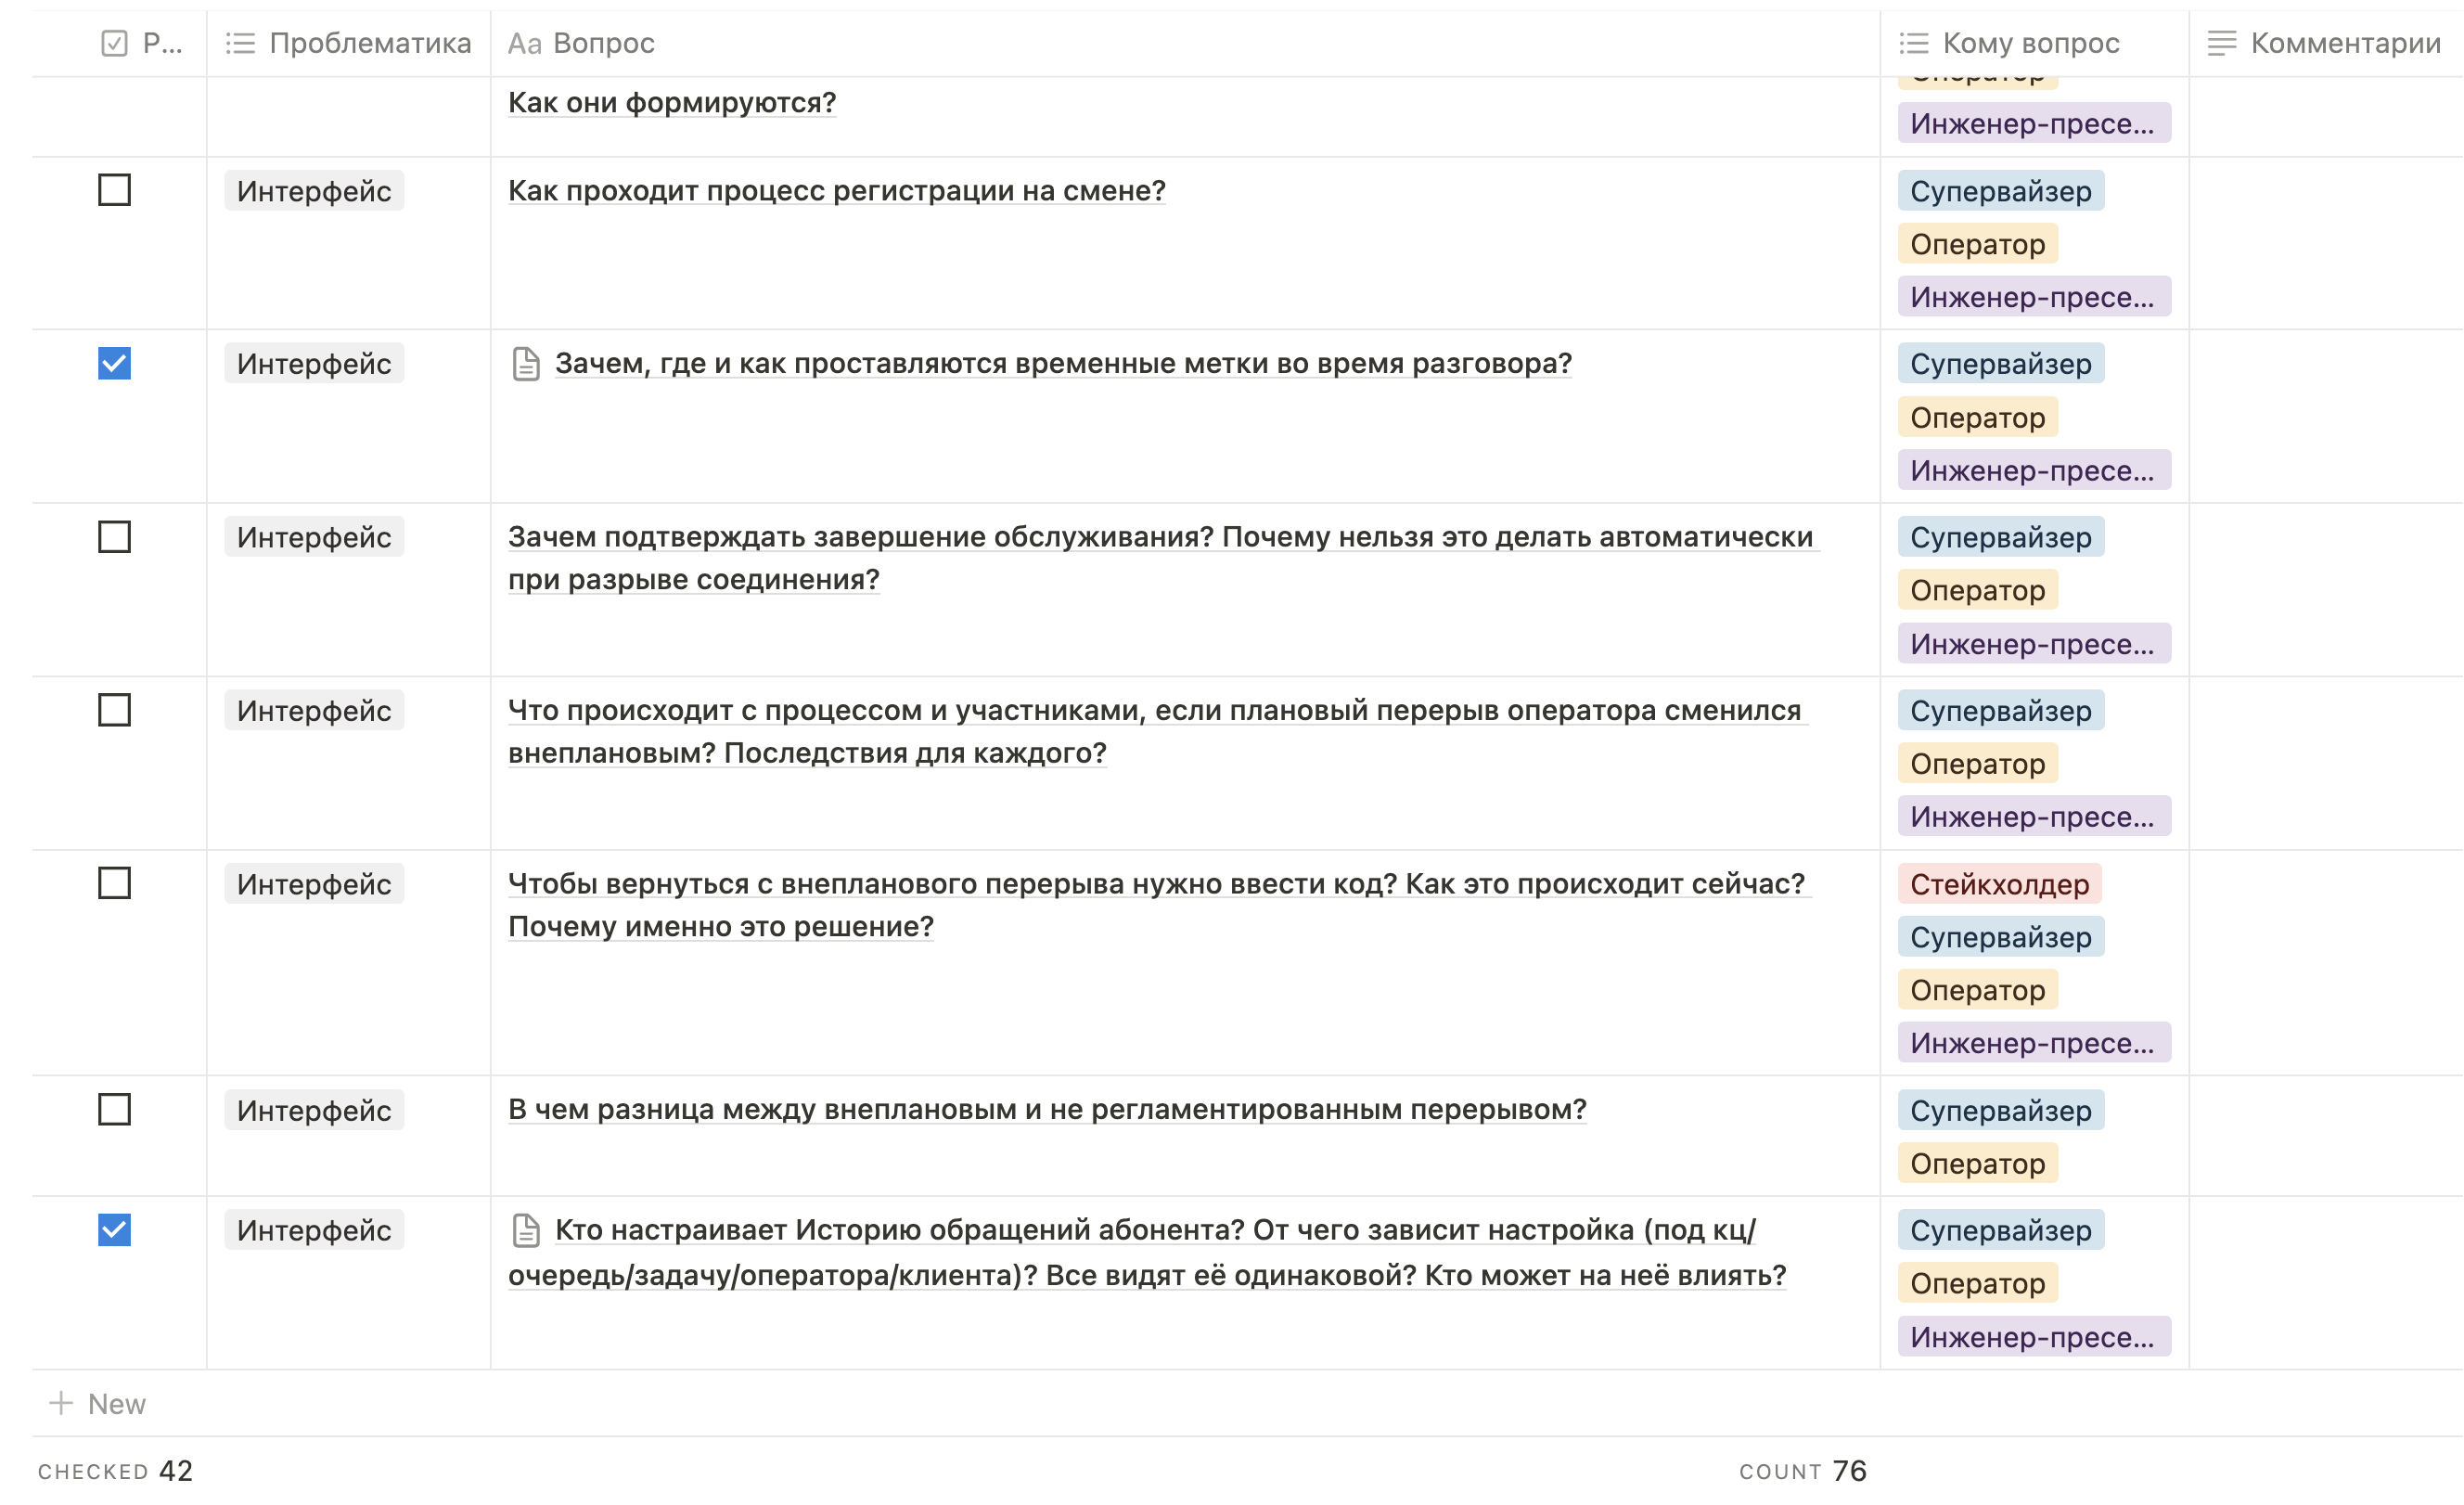 Р... Проблематика Аа Вопрос Кому вопрос Комментарии
Оператор
Как они формируются?
Инженер-пресе...
Интерфейс Как проходит процесс регистрации на смене? Супервайзер
Оператор
Инженер-пресе...
Интерфейс Зачем, где и как проставляются временные метки во время разговора? Супервайзер
Оператор
Инженер-пресе...
Интерфейс Зачем подтверждать завершение обслуживания? Почему нельзя это делать автоматически Супервайзер
при разрыве соединения? Оператор
Инженер-пресе...
Интерфейс Что происходит с процессом и участниками, если плановый перерыв оператора сменился Супервайзер
внеплановым? Последствия для каждого? Оператор
Инженер-пресе...
Интерфейс Чтобы вернуться с внепланового перерыва нужно ввести код? Как это происходит сейчас? Стейкхолдер
Почему именно это решение? Супервайзер
Оператор
Инженер-пресе...
Интерфейс В чем разница между внеплановым и не регламентированным перерывом? Супервайзер
Оператор
Интерфейс Кто настраивает Историю обращений абонента? От чего зависит настройка (под кц/ Супервайзер
очередь/задачу/оператора/клиента)? Все видят её одинаковой? Кто может на неё влиять? Оператор
Инженер-пресе...
+ New
CHECKED 42 COUNT 76